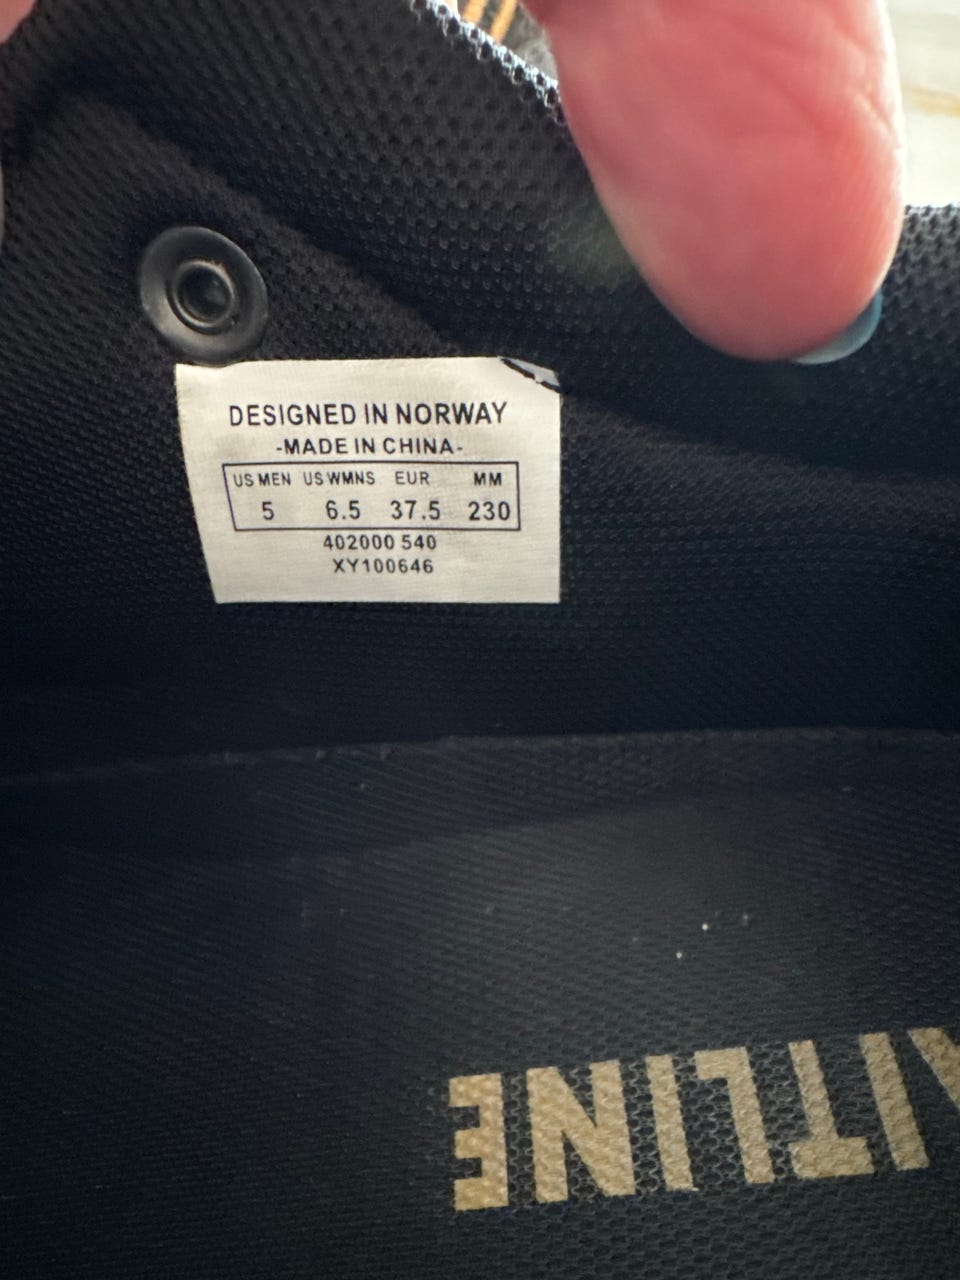 DESIGNED IN NORWAY
-MADE IN CHINA-
US MEN US WMNS EUR MM
5 6.5 37.5 230
402000 540
XY100646